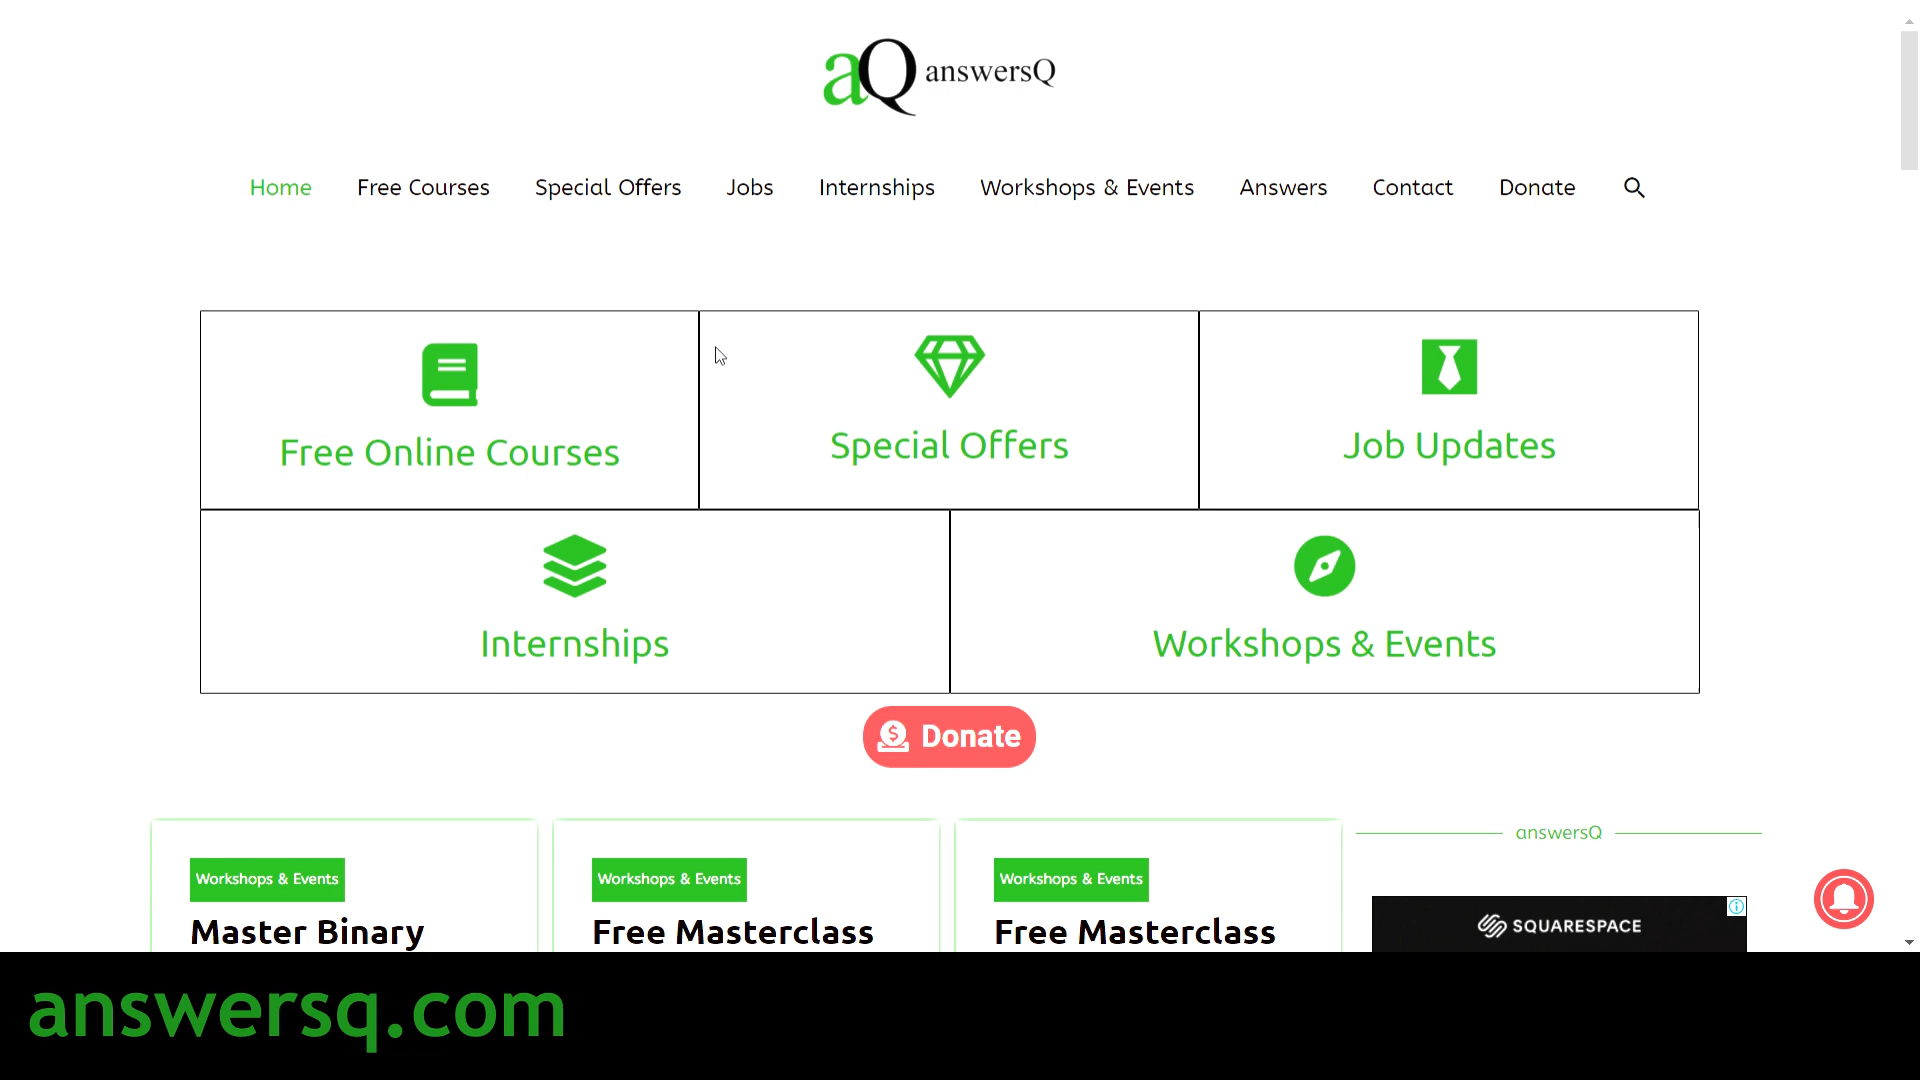 aQ answersQ
Home Free Courses Special Offers Jobs Internships Workshops & Events Answers Contact Donate
Free Online Courses
Special Offers
Job Updates
Internships
Workshops & Events
Donate
Workshops & Events
Master Binary
Workshops & Events
Free Masterclass
Workshops & Events
Free Masterclass
answersQ
SQUARESPACE
answersq.com